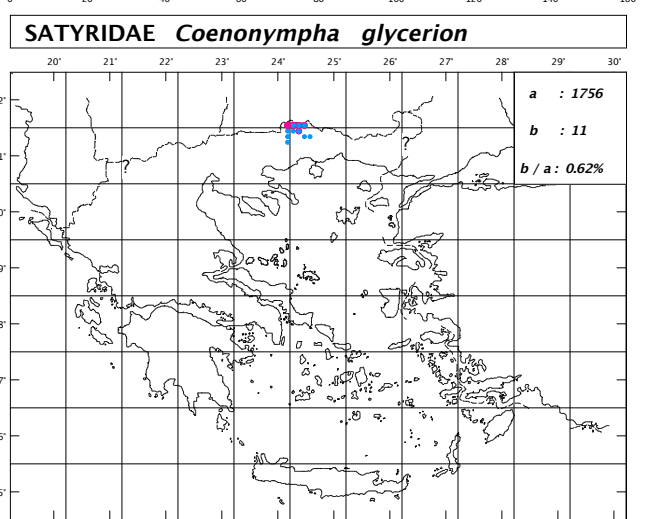 SATYRIDAE Coenonympha glycerion
20' 21' 22' 23' 24' 25' 26' 27' 28' 29' 30'
a : 1756
b : 11
b / a : 0.62%
?
?